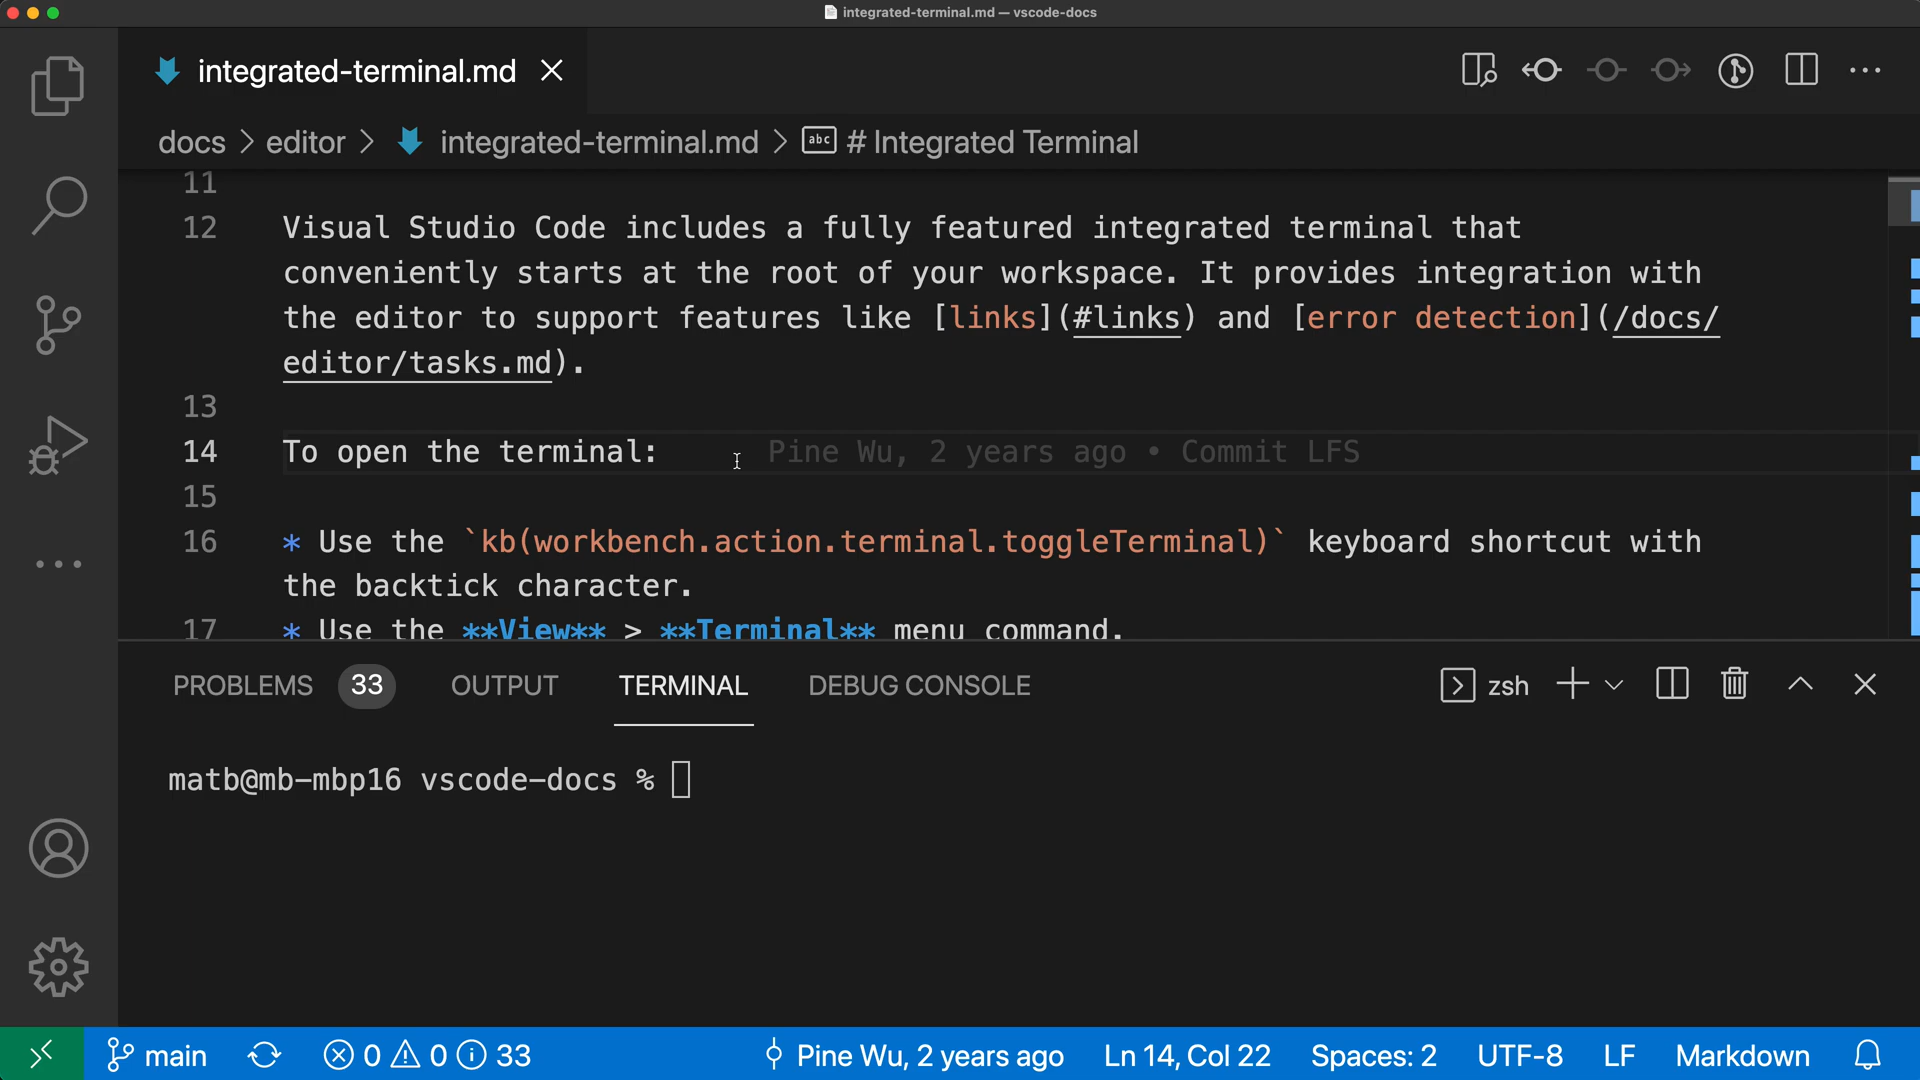 integrated-terminal.md — vscode-docs
integrated-terminal.md
docs > editor > integrated-terminal.md > abc # Integrated Terminal
11
12 Visual Studio Code includes a fully featured integrated terminal that
conveniently starts at the root of your workspace. It provides integration with
the editor to support features like [links](#links) and [error detection](/docs/
editor/tasks.md).
13
14 To open the terminal: Pine Wu, 2 years ago • Commit LFS
15
16 * Use the `kb(workbench.action.terminal.toggleTerminal)` keyboard shortcut with
the backtick character.
17 * Use the **View** > **Terminal** menu command.
PROBLEMS 33 OUTPUT TERMINAL DEBUG CONSOLE zsh
matb@mb-mbp16 vscode-docs %
main 0 0 33 Pine Wu, 2 years ago Ln 14, Col 22 Spaces: 2 UTF-8 LF Markdown